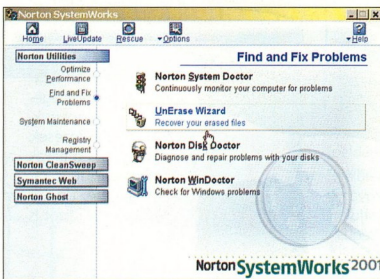 Norton SystemWorks
Home LiveUpdate Rescue Options Help
Norton Utilities
Optimize
Performance
Find and Fix
Problems
System Maintenance
Registry
Management
Norton CleanSweep
Symantec Web
Norton Ghost
Find and Fix Problems
Norton System Doctor
Continuously monitor your computer for problems
UnErase Wizard
Recover your erased files
Norton Disk Doctor
Diagnose and repair problems with your disks
Norton WinDoctor
Check for Windows problems
Norton SystemWorks 2001